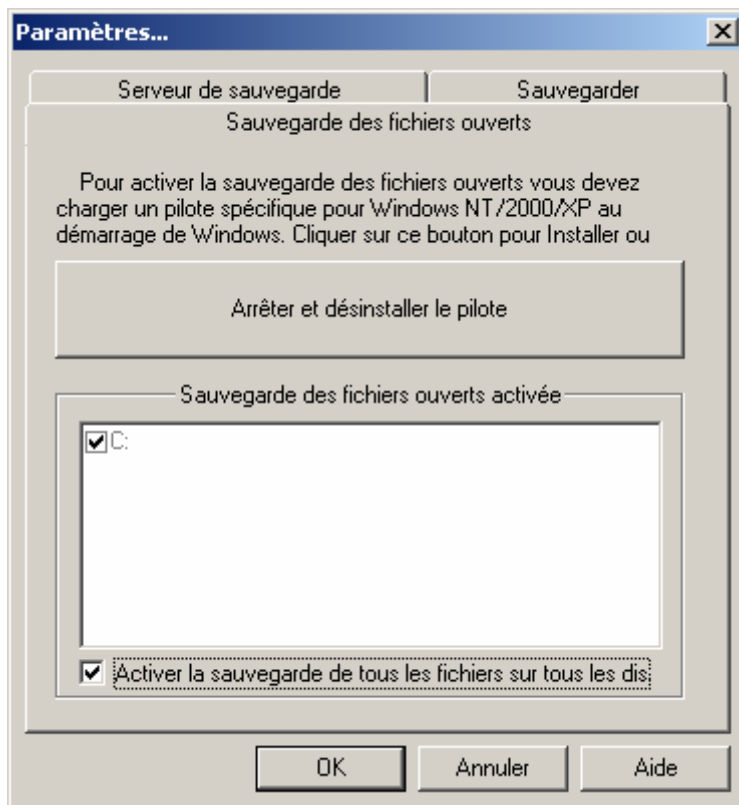 Paramètres...
Serveur de sauvegarde
Sauvegarder
Sauvegarde des fichiers ouverts
Pour activer la sauvegarde des fichiers ouverts vous devez
charger un pilote spécifique pour Windows NT/2000/XP au
démarrage de Windows. Cliquer sur ce bouton pour Installer ou
Arrêter et désinstaller le pilote
Sauvegarde des fichiers ouverts activée
C:
Activer la sauvegarde de tous les fichiers sur tous les dis
OK
Annuler
Aide